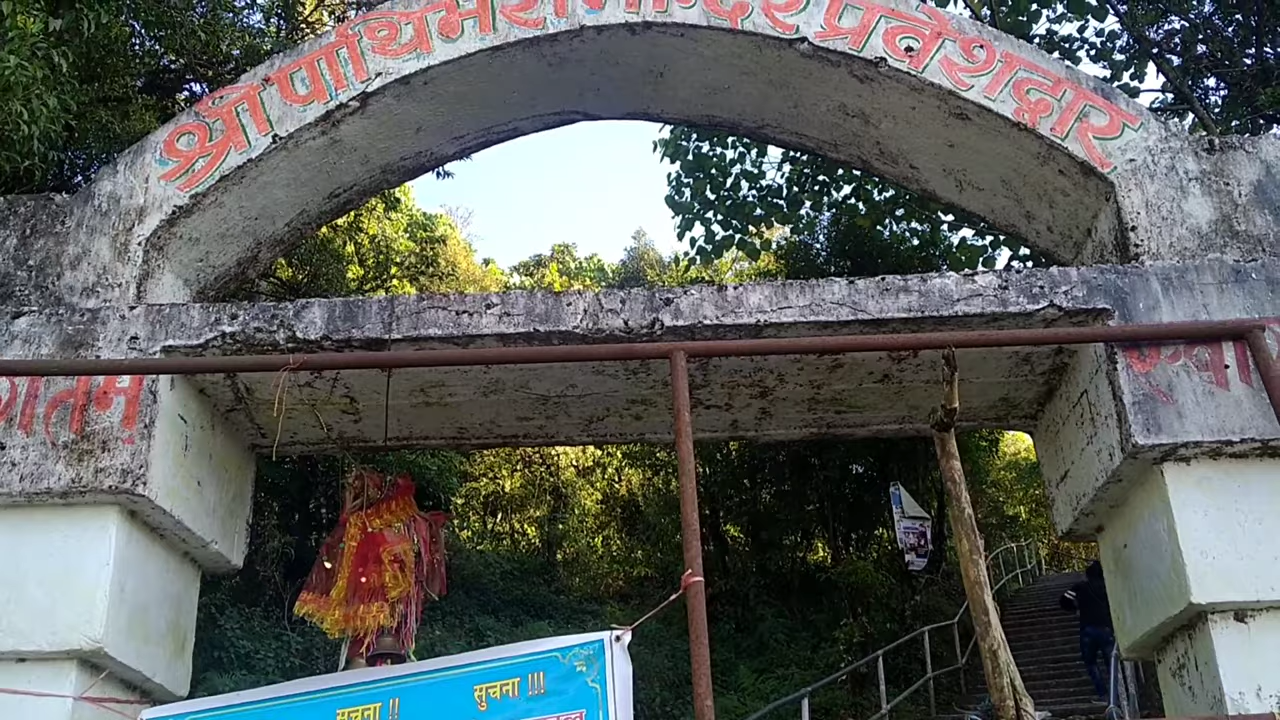 श्री पाथिभरा मन्दिर प्रवेशद्वार
सुचना !! सुचना !!!